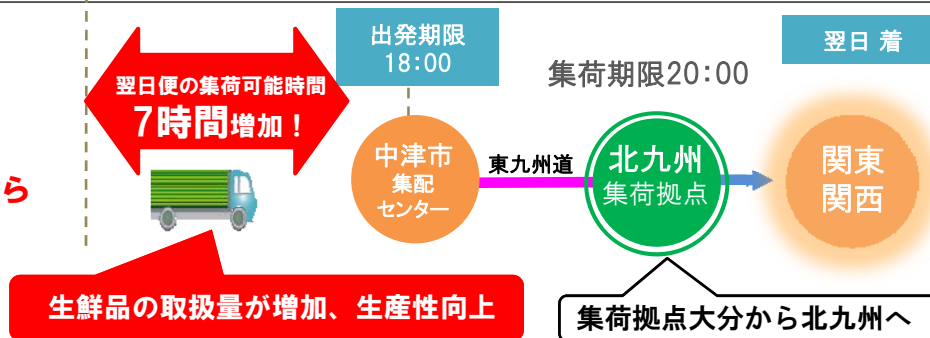 出発期限
18:00
翌日 着
翌日便の集荷可能時間
7時間増加！
集荷期限20:00
中津市
集配
センター
東九州道
北九州
集荷拠点
関東
関西
ら
生鮮品の取扱量が増加、生産性向上
集荷拠点大分から北九州へ